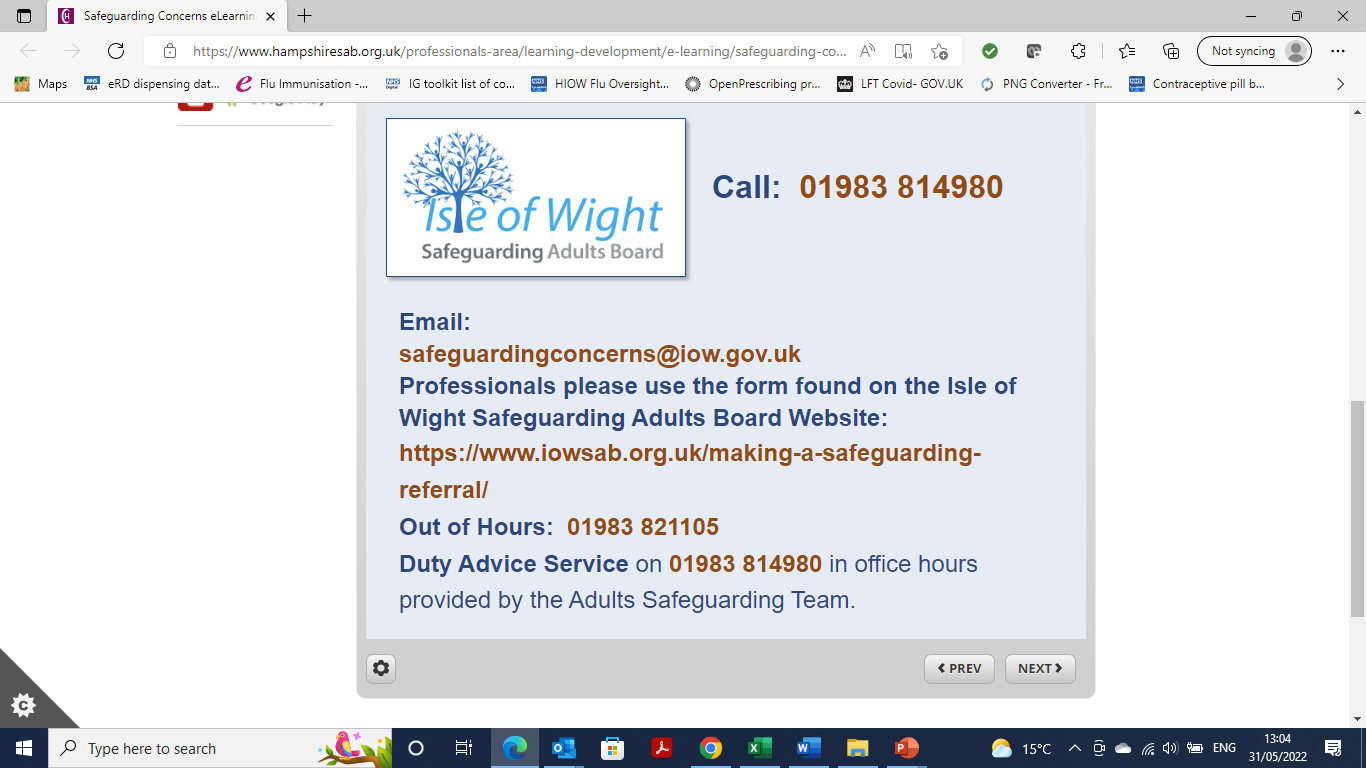 Safeguarding Concerns eLearnin
https://www.hampshiresab.org.uk/professionals-area/learning-development/e-learning/safeguarding-co...
Not syncing
Maps
eRD dispensing dat...
Flu Immunisation -...
IG toolkit list of co...
HIOW Flu Oversight...
OpenPrescribing pr...
LFT Covid- GOV.UK
PNG Converter - Fr...
Contraceptive pill b...
Isle of Wight
Safeguarding Adults Board
Call: 01983 814980
Email:
safeguardingconcerns@iow.gov.uk
Professionals please use the form found on the Isle of
Wight Safeguarding Adults Board Website:
https://www.iowsab.org.uk/making-a-safeguarding-
referral/
Out of Hours: 01983 821105
Duty Advice Service on 01983 814980 in office hours
provided by the Adults Safeguarding Team.
PREV
NEXT
Type here to search
15°C
ENG
13:04
31/05/2022